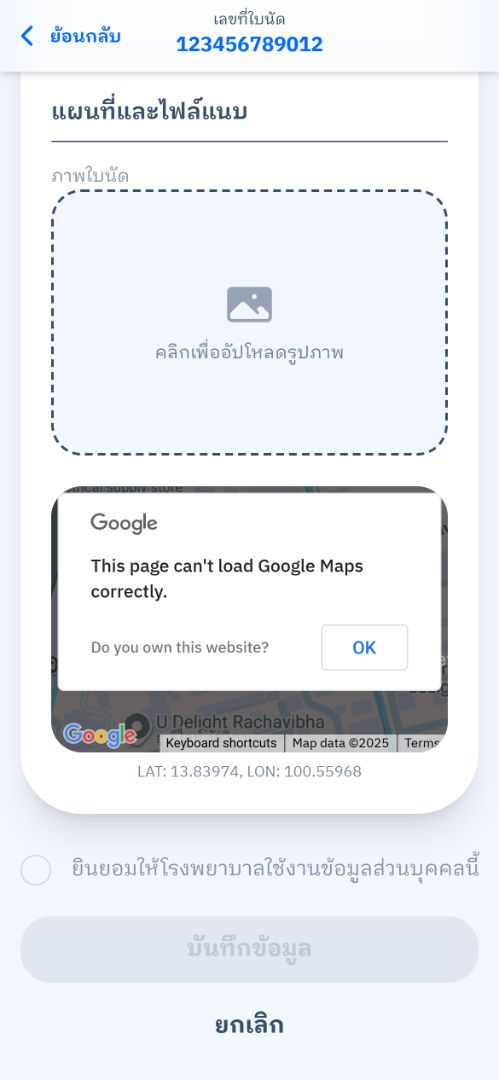 เลขที่ใบนัด
ย้อนกลับ
123456789012
แผนที่และไฟล์แนบ
ภาพใบนัด
คลิกเพื่ออัปโหลดรูปภาพ
Google
This page can't load Google Maps
correctly.
Do you own this website?
OK
U Delight Rachavibha
Google
Keyboard shortcuts
Map data ©2025
Terms
LAT: 13.83974, LON: 100.55968
ยินยอมให้โรงพยาบาลใช้งานข้อมูลส่วนบุคคลนี้
บันทึกข้อมูล
ยกเลิก